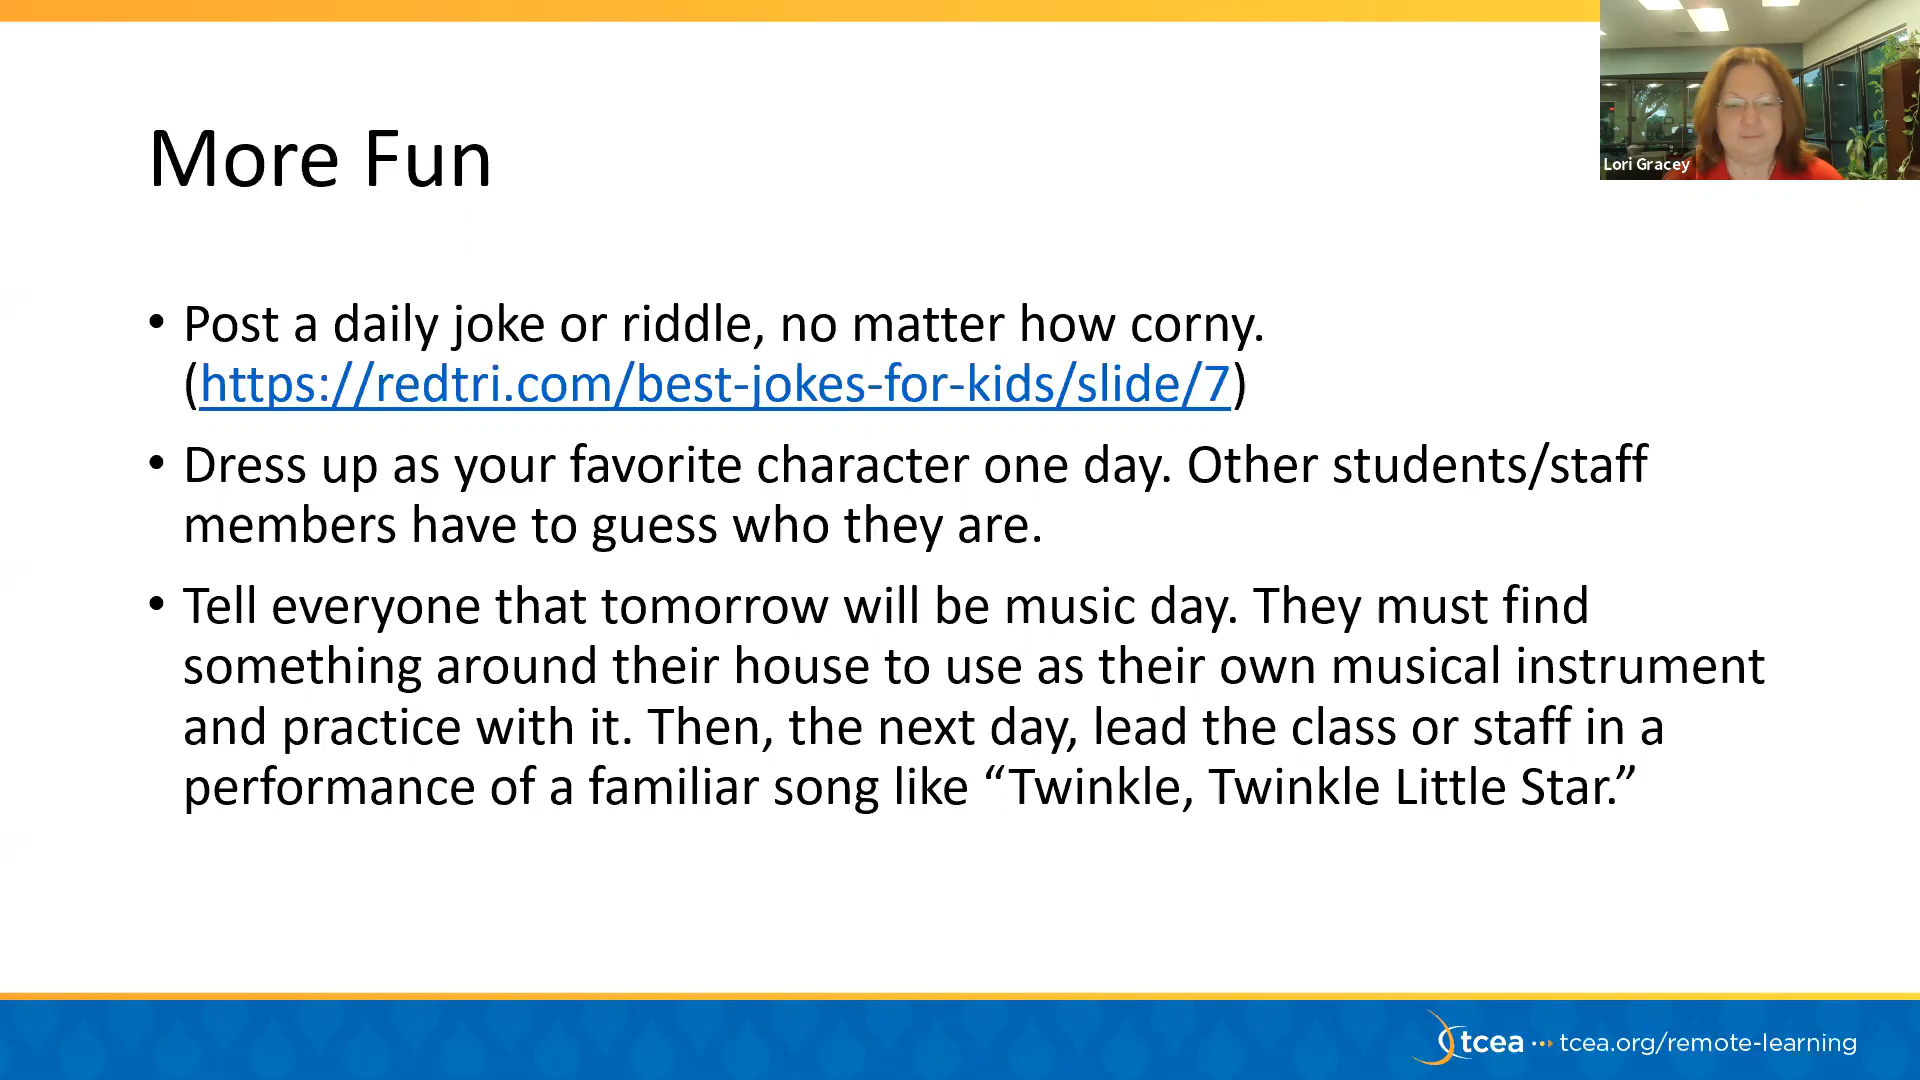 Lori Gracey
More Fun
• Post a daily joke or riddle, no matter how corny.
(https://redtri.com/best-jokes-for-kids/slide/7)
• Dress up as your favorite character one day. Other students/staff
members have to guess who they are.
• Tell everyone that tomorrow will be music day. They must find
something around their house to use as their own musical instrument
and practice with it. Then, the next day, lead the class or staff in a
performance of a familiar song like “Twinkle, Twinkle Little Star.”
tcea tcea.org/remote-learning